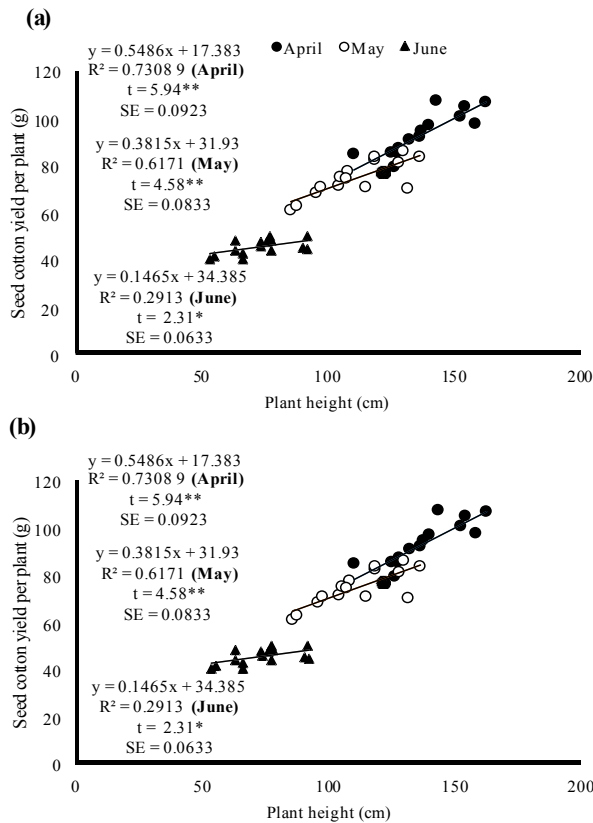 (a)
y = 0.5486x + 17.383
R² = 0.7308 9 (April)
t = 5.94**
SE = 0.0923
April May June
y = 0.3815x + 31.93
R² = 0.6171 (May)
t = 4.58**
SE = 0.0833
y = 0.1465x + 34.385
R² = 0.2913 (June)
t = 2.31*
SE = 0.0633
Seed cotton yield per plant (g)
120
100
80
60
40
20
0
0 50 100 150 200
Plant height (cm)
(b)
y = 0.5486x + 17.383
R² = 0.7308 9 (April)
t = 5.94**
SE = 0.0923
y = 0.3815x + 31.93
R² = 0.6171 (May)
t = 4.58**
SE = 0.0833
y = 0.1465x + 34.385
R² = 0.2913 (June)
t = 2.31*
SE = 0.0633
Seed cotton yield per plant (g)
120
100
80
60
40
20
0
0 50 100 150 200
Plant height (cm)